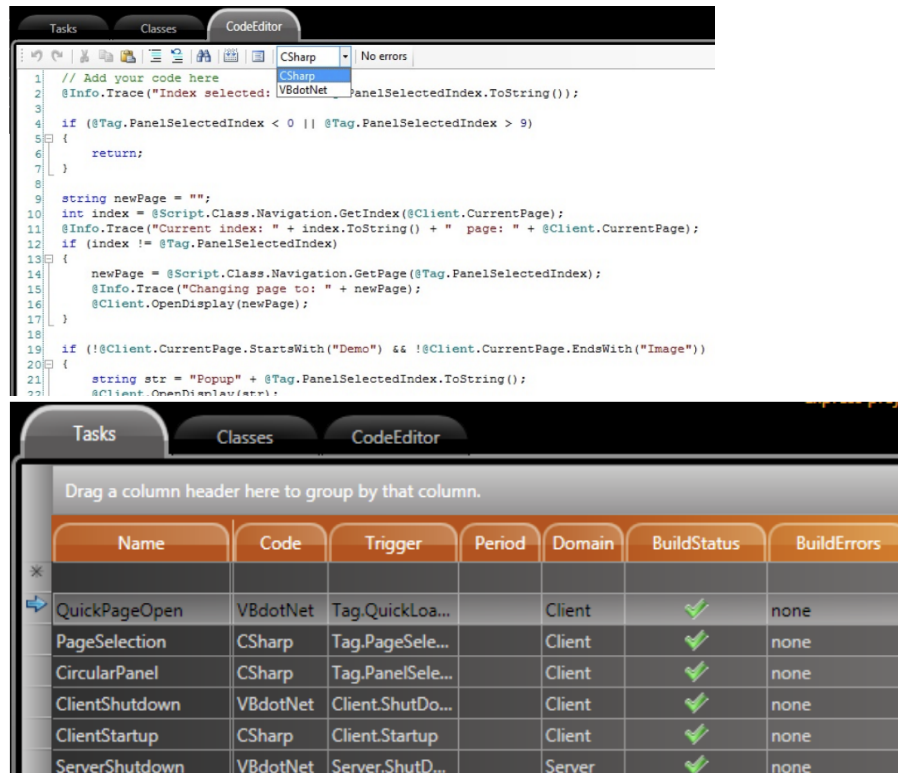 Tasks Classes CodeEditor
CSharp No errors
CSharp
VBdotNet
1 // Add your code here
2 @Info.Trace("Index selected: PanelSelectedIndex.ToString());
3
4 if (@Tag.PanelSelectedIndex < 0 || @Tag.PanelSelectedIndex > 9)
5 {
6 return;
7 }
8
9 string newPage = "";
10 int index = @Script.Class.Navigation.GetIndex(@Client.CurrentPage);
11 @Info.Trace("Current index: " + index.ToString() + " page: " + @Client.CurrentPage);
12 if (index != @Tag.PanelSelectedIndex)
13 {
14 newPage = @Script.Class.Navigation.GetPage(@Tag.PanelSelectedIndex);
15 @Info.Trace("Changing page to: " + newPage);
16 @Client.OpenDisplay(newPage);
17 }
18
19 if (!@Client.CurrentPage.StartsWith("Demo") && !@Client.CurrentPage.EndsWith("Image"))
20 {
21 string str = "Popup" + @Tag.PanelSelectedIndex.ToString();
22 @Client.OpenDisplay(str);
Tasks Classes CodeEditor
Drag a column header here to group by that column.
Name Code Trigger Period Domain BuildStatus BuildErrors
QuickPageOpen VBdotNet Tag.QuickLoa... Client none
PageSelection CSharp Tag.PageSele... Client none
CircularPanel CSharp Tag.PanelSele... Client none
ClientShutdown VBdotNet Client.ShutDo... Client none
ClientStartup CSharp Client.Startup Client none
ServerShutdown VBdotNet Server.ShutD... Server none